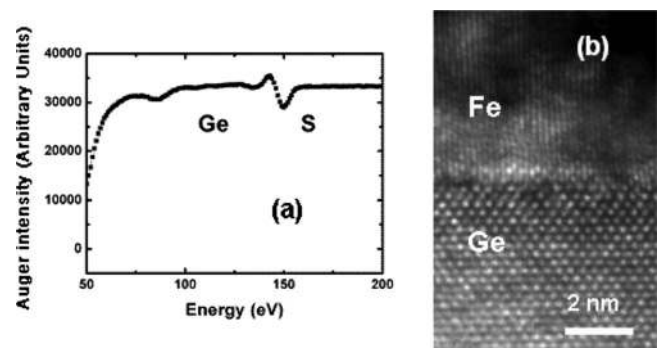 Auger intensity (Arbitrary Units)
40000
30000
20000
10000
0
Ge
S
(a)
50
100
150
200
Energy (eV)
(b)
Fe
Ge
2 nm